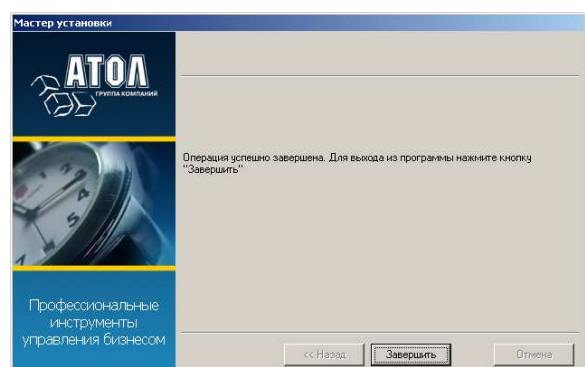 Мастер установки
АТОЛ
ГРУППА КОМПАНИЙ
Операция успешно завершена. Для выхода из программы нажмите кнопку
"Завершить"
Профессиональные
инструменты
управления бизнесом
<< Назад
Завершить
Отмена